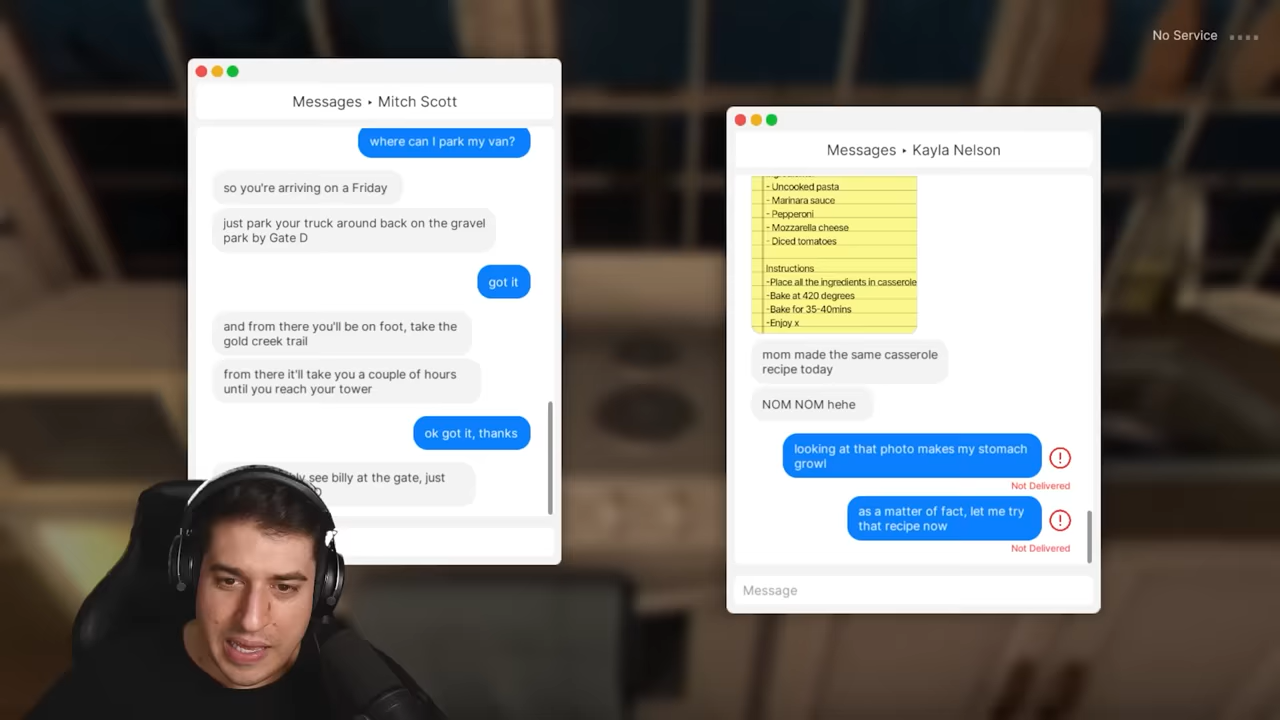 No Service
Messages ▸ Mitch Scott
where can I park my van?
so you're arriving on a Friday
just park your truck around back on the gravel
park by Gate D
got it
and from there you'll be on foot, take the
gold creek trail
from there it'll take you a couple of hours
until you reach your tower
ok got it, thanks
see billy at the gate, just
Messages ▸ Kayla Nelson
- Uncooked pasta
- Marinara sauce
- Pepperoni
- Mozzarella cheese
- Diced tomatoes
Instructions
-Place all the ingredients in casserole
-Bake at 420 degrees
-Bake for 35-40mins
-Enjoy x
mom made the same casserole
recipe today
NOM NOM hehe
looking at that photo makes my stomach
growl
Not Delivered
as a matter of fact, let me try
that recipe now
Not Delivered
Message